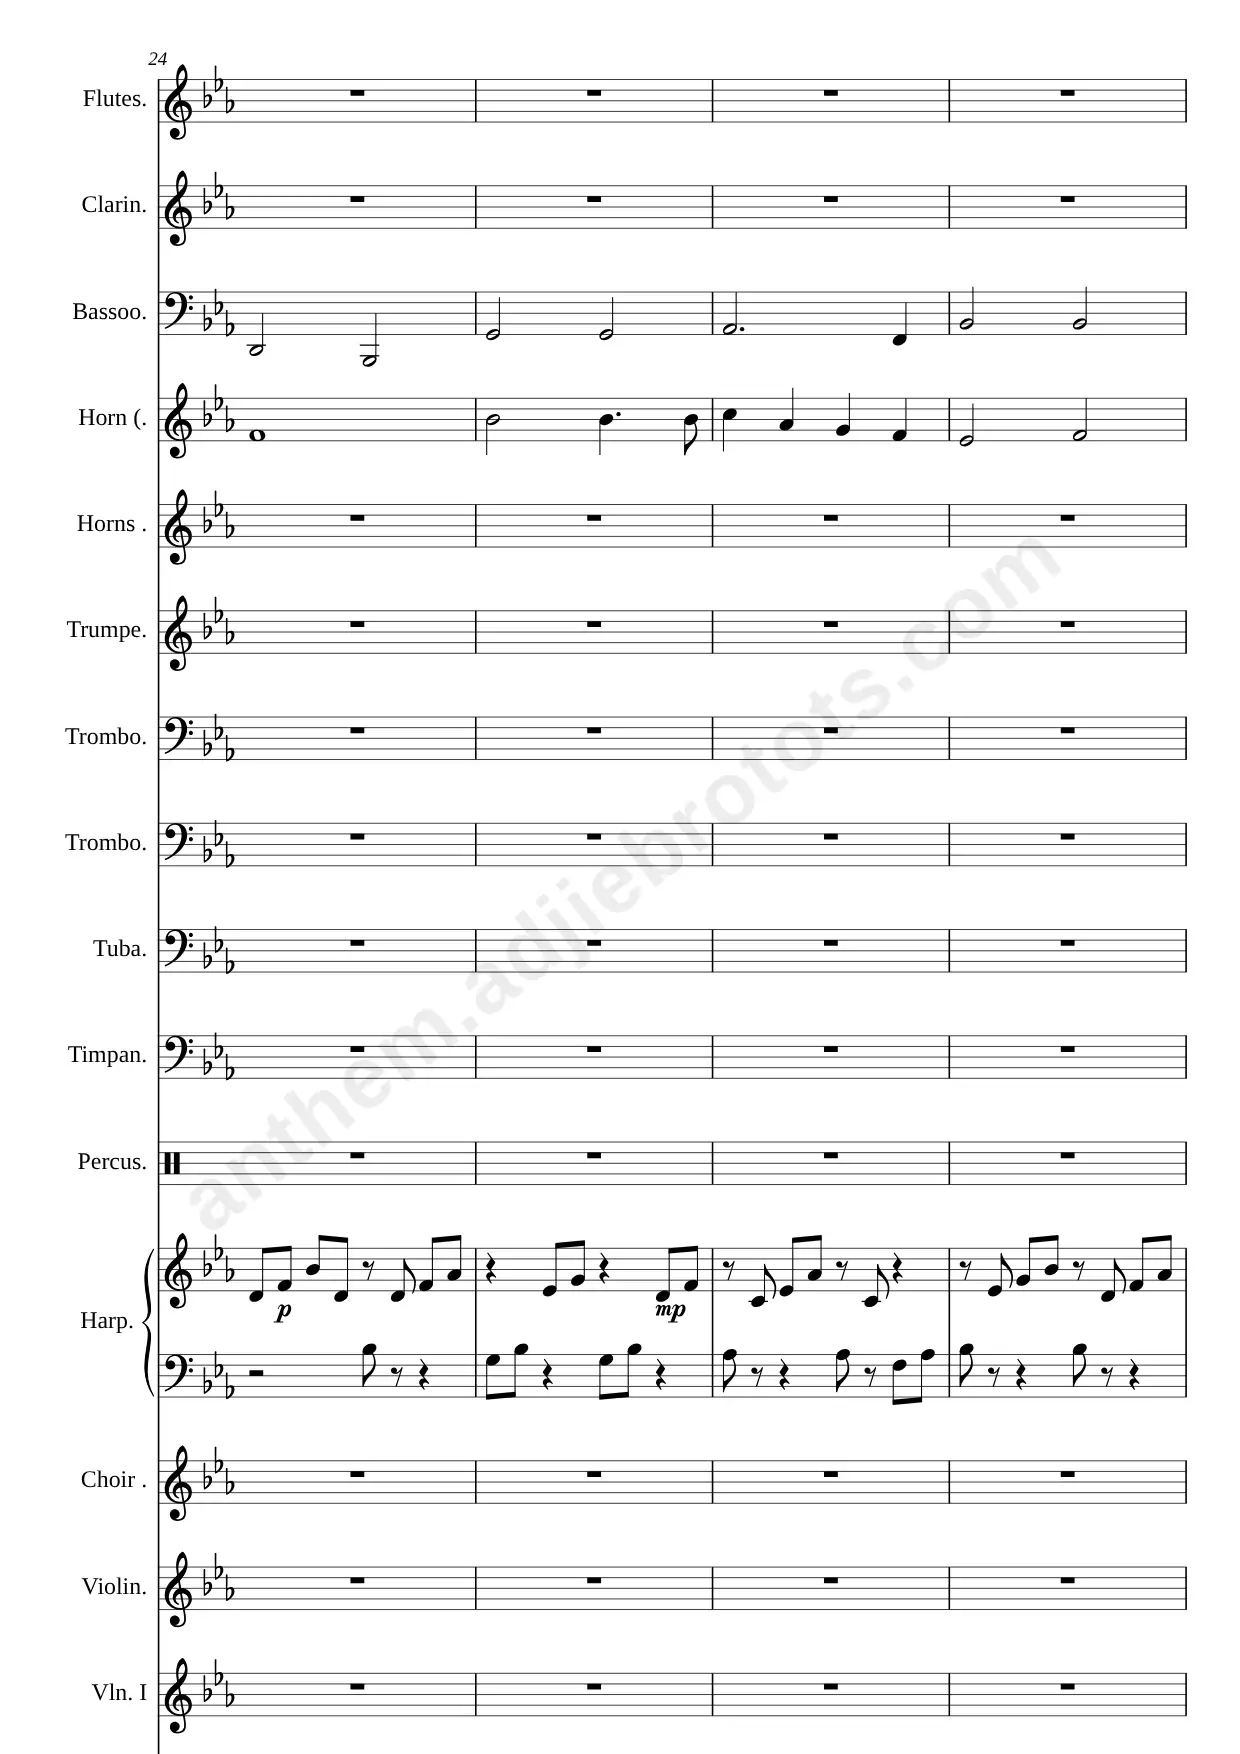 24
Flutes.
Clarin.
Bassoo.
Horn (.
Horns .
Trumpe.
Trombo.
Trombo.
Tuba.
Timpan.
Percus.
p
mp
Harp.
Choir .
Violin.
Vln. I
anthem.adjiebrotots.com